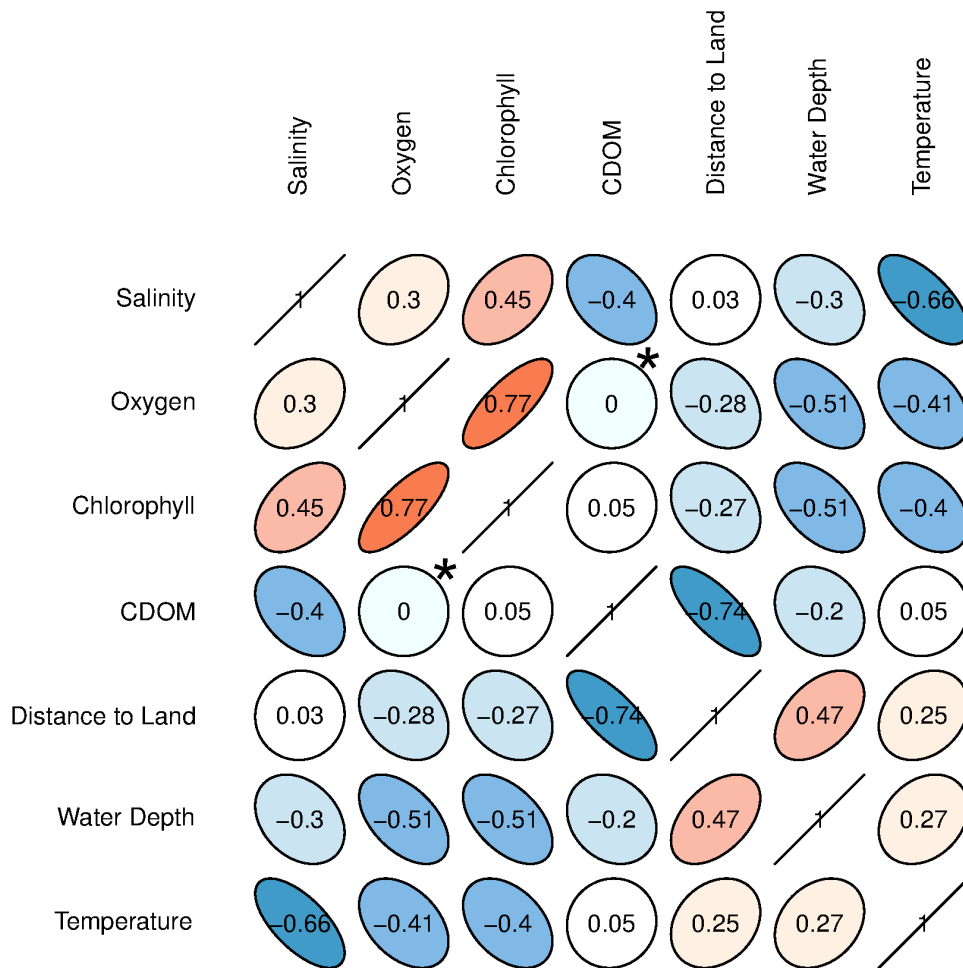 Salinity Oxygen Chlorophyll CDOM Distance to Land Water Depth Temperature
Salinity 1 0.3 0.45 −0.4 0.03 −0.3 −0.66
*
Oxygen 0.3 1 0.77 0 −0.28 −0.51 −0.41
Chlorophyll 0.45 0.77 1 0.05 −0.27 −0.51 −0.4
*
CDOM −0.4 0 0.05 1 −0.74 −0.2 0.05
Distance to Land 0.03 −0.28 −0.27 −0.74 1 0.47 0.25
Water Depth −0.3 −0.51 −0.51 −0.2 0.47 1 0.27
Temperature −0.66 −0.41 −0.4 0.05 0.25 0.27 1